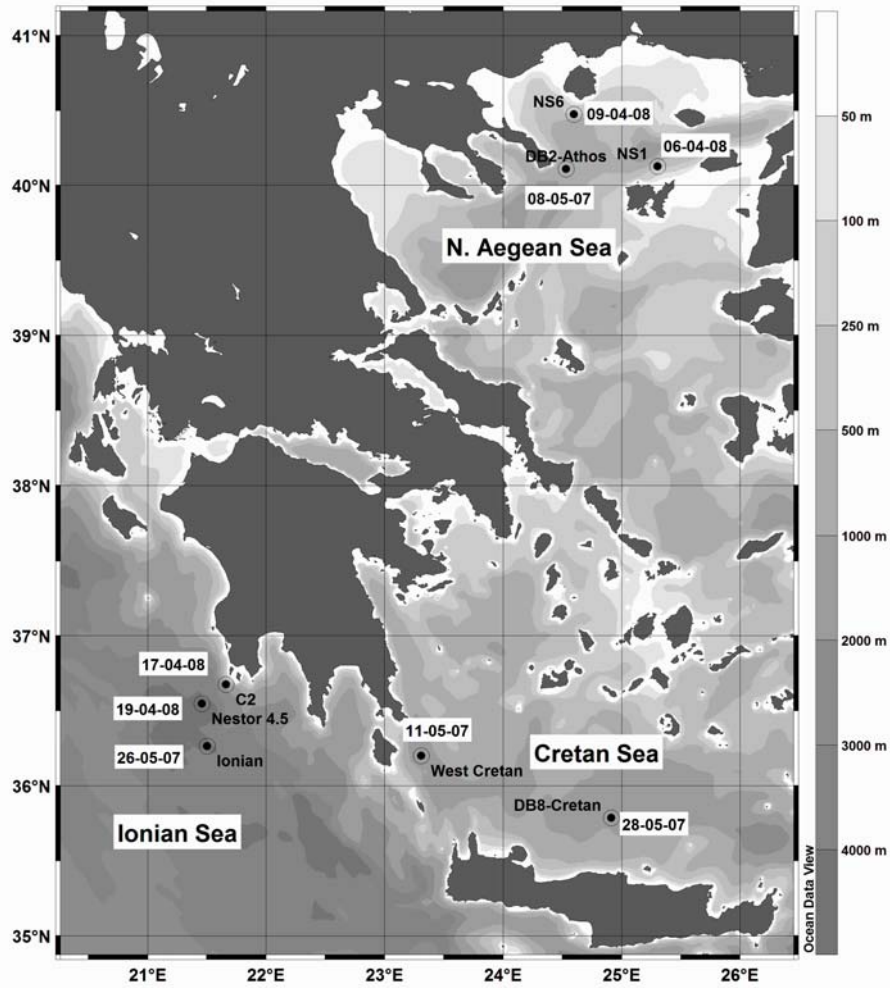 41°N
40°N
39°N
38°N
37°N
36°N
35°N
21°E
22°E
23°E
24°E
25°E
26°E
NS6
09-04-08
06-04-08
DB2-Athos
NS1
08-05-07
N. Aegean Sea
17-04-08
C2
19-04-08
Nestor 4.5
26-05-07
Ionian
11-05-07
West Cretan
Cretan Sea
DB8-Cretan
28-05-07
Ionian Sea
Ocean Data View
50 m
100 m
250 m
500 m
1000 m
2000 m
3000 m
4000 m